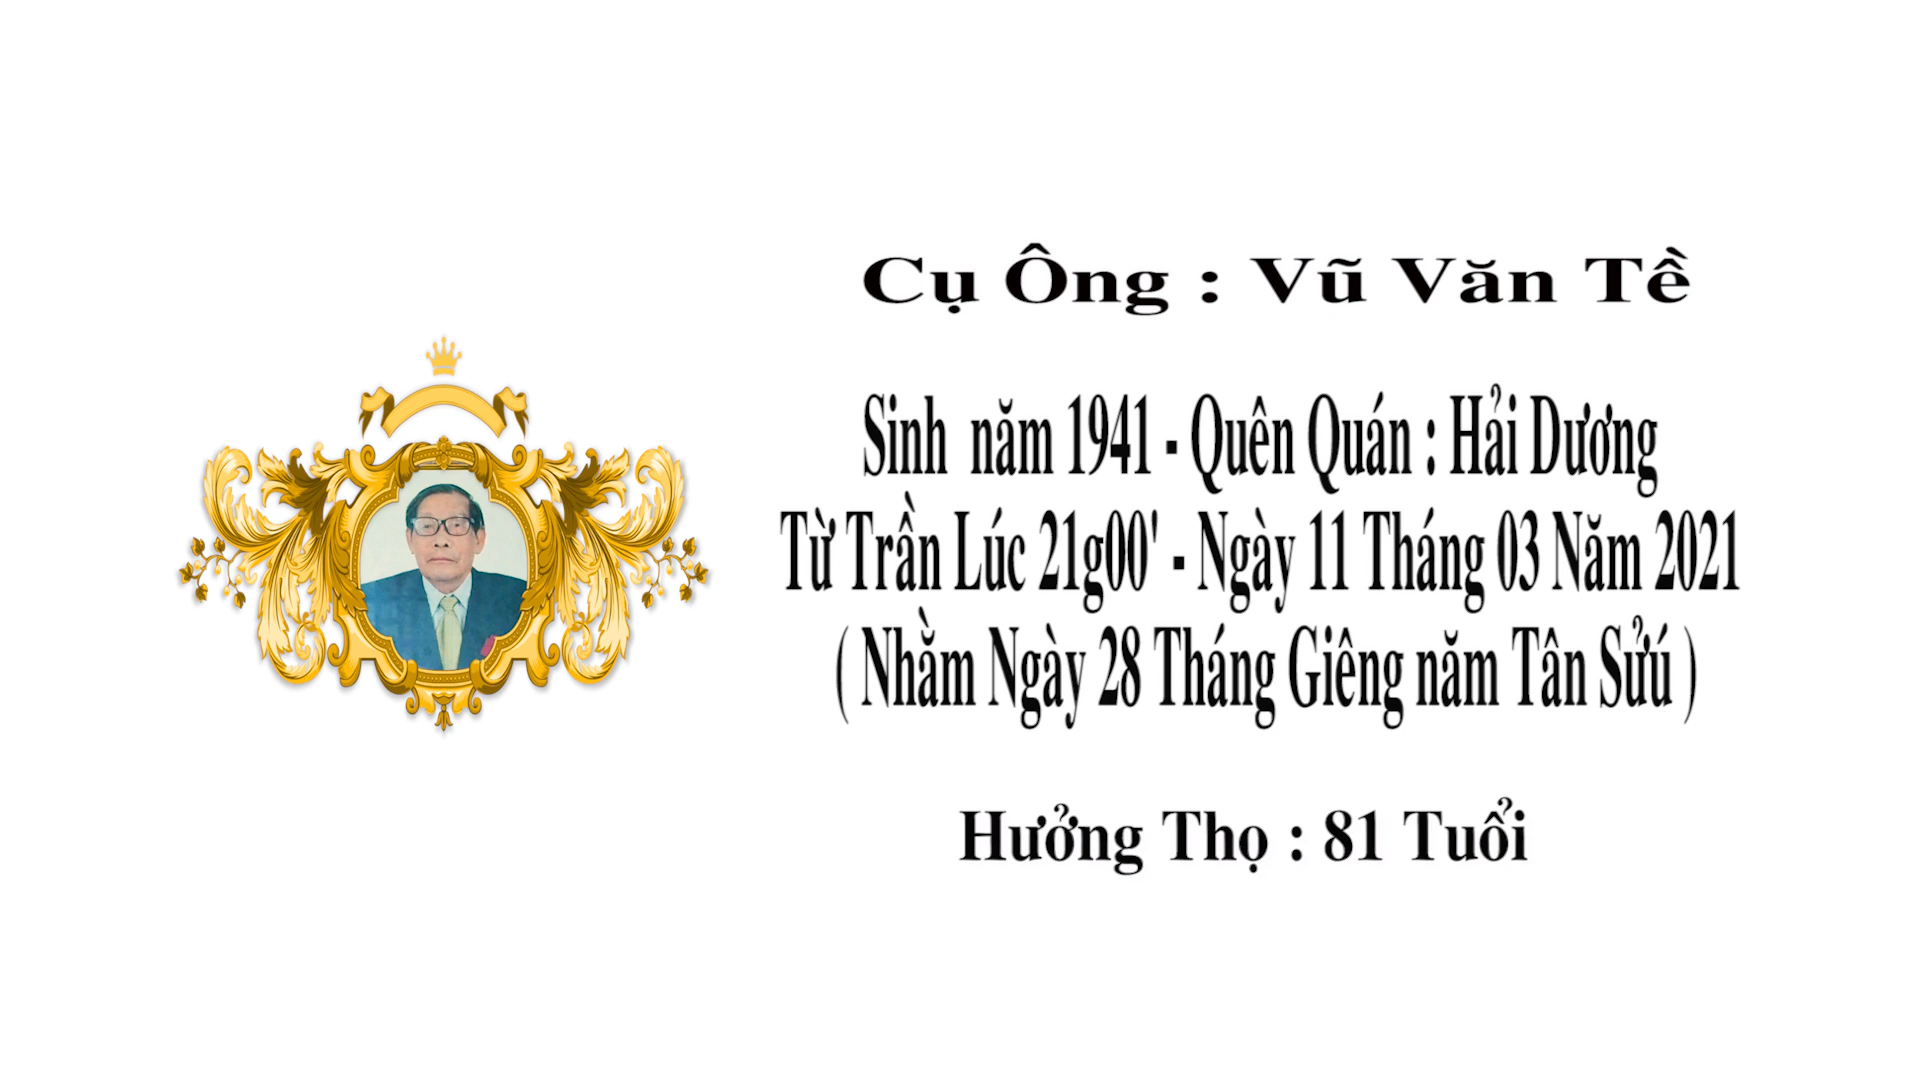 Cụ Ông : Vũ Văn Tề
Sinh năm 1941 - Quên Quán : Hải Dương
Từ Trần Lúc 21g00' - Ngày 11 Tháng 03 Năm 2021
( Nhằm Ngày 28 Tháng Giêng năm Tân Sửú )
Hưởng Thọ : 81 Tuổi